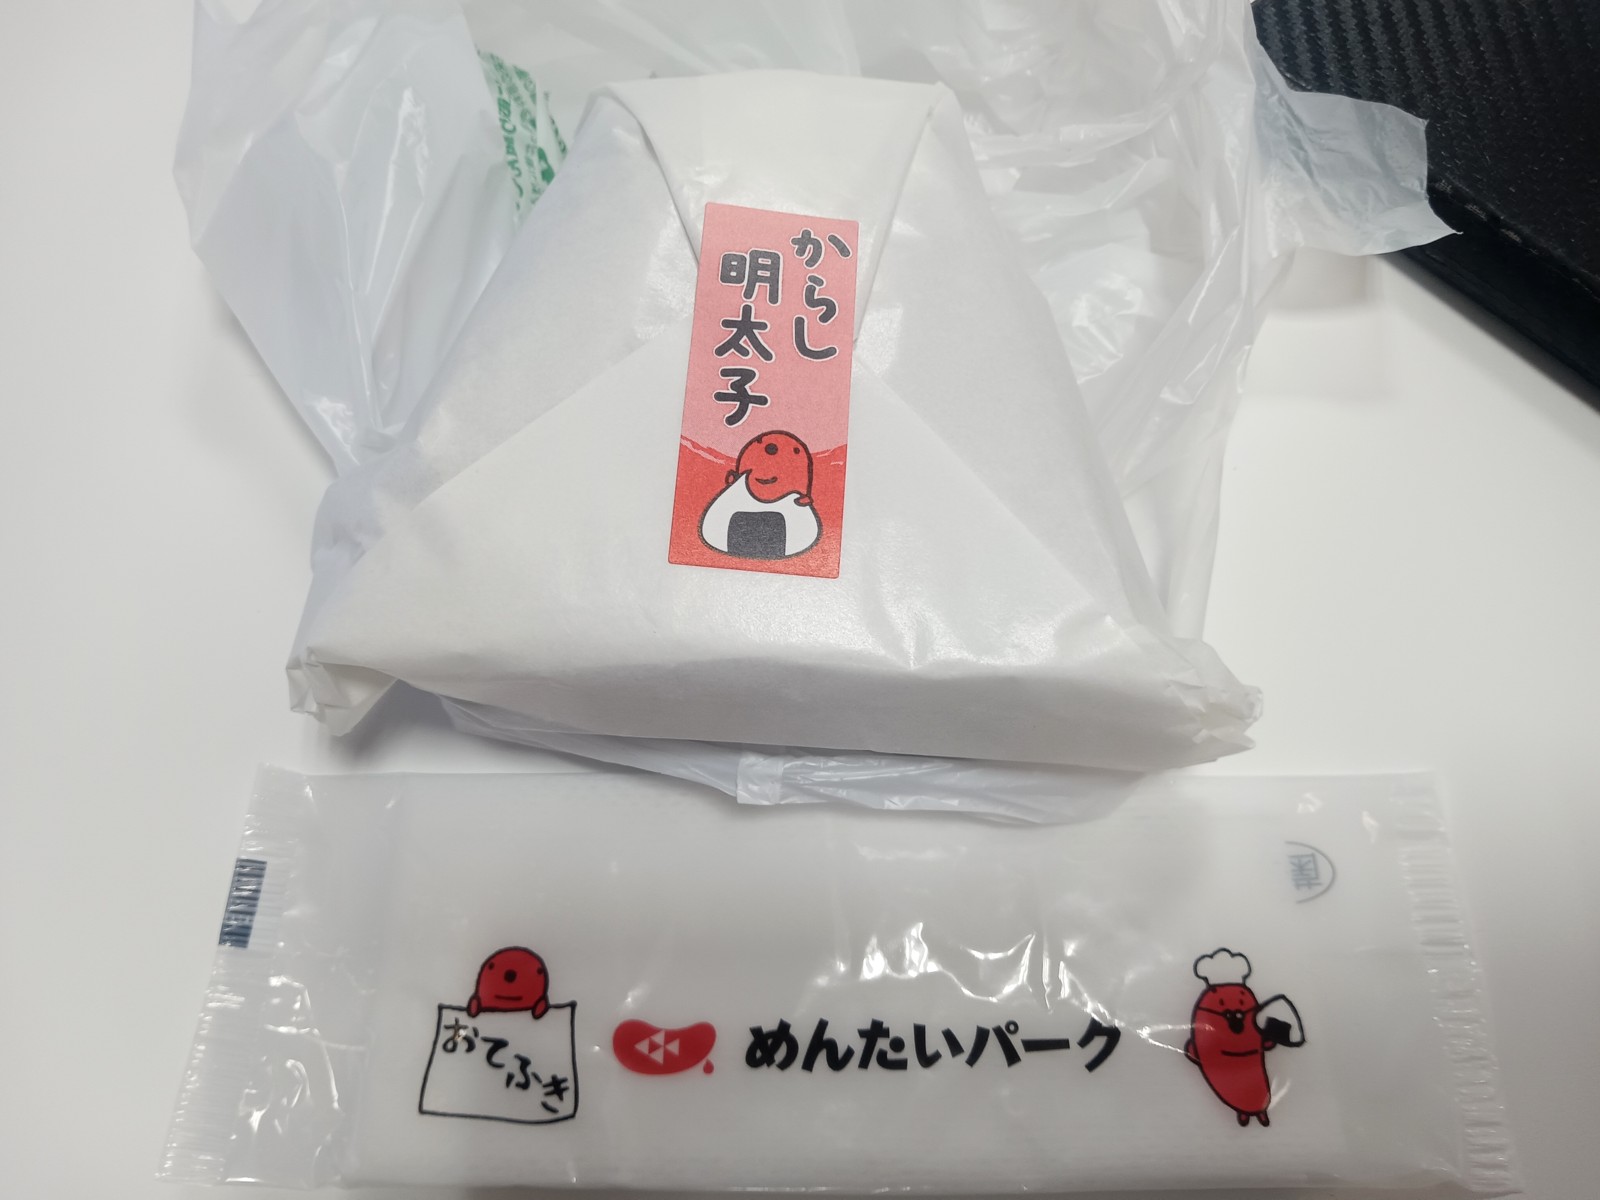 からし
明太子
おてふき
めんたいパーク